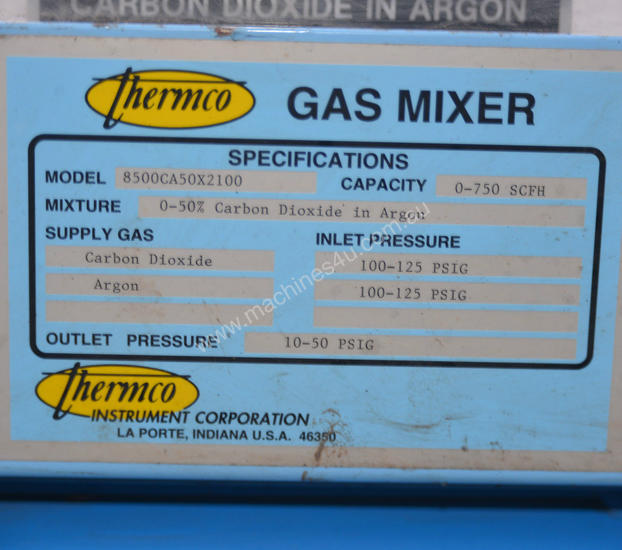 CARBON DIOXIDE IN ARGON
Thermco GAS MIXER
SPECIFICATIONS
MODEL 8500CA50X2100 CAPACITY 0-750 SCFH
MIXTURE 0-50% Carbon Dioxide in Argon
SUPPLY GAS INLET PRESSURE
Carbon Dioxide 100-125 PSIG
Argon 100-125 PSIG
OUTLET PRESSURE 10-50 PSIG
Thermco
INSTRUMENT CORPORATION
LA PORTE, INDIANA U.S.A. 46350
www.machines4u.com.au